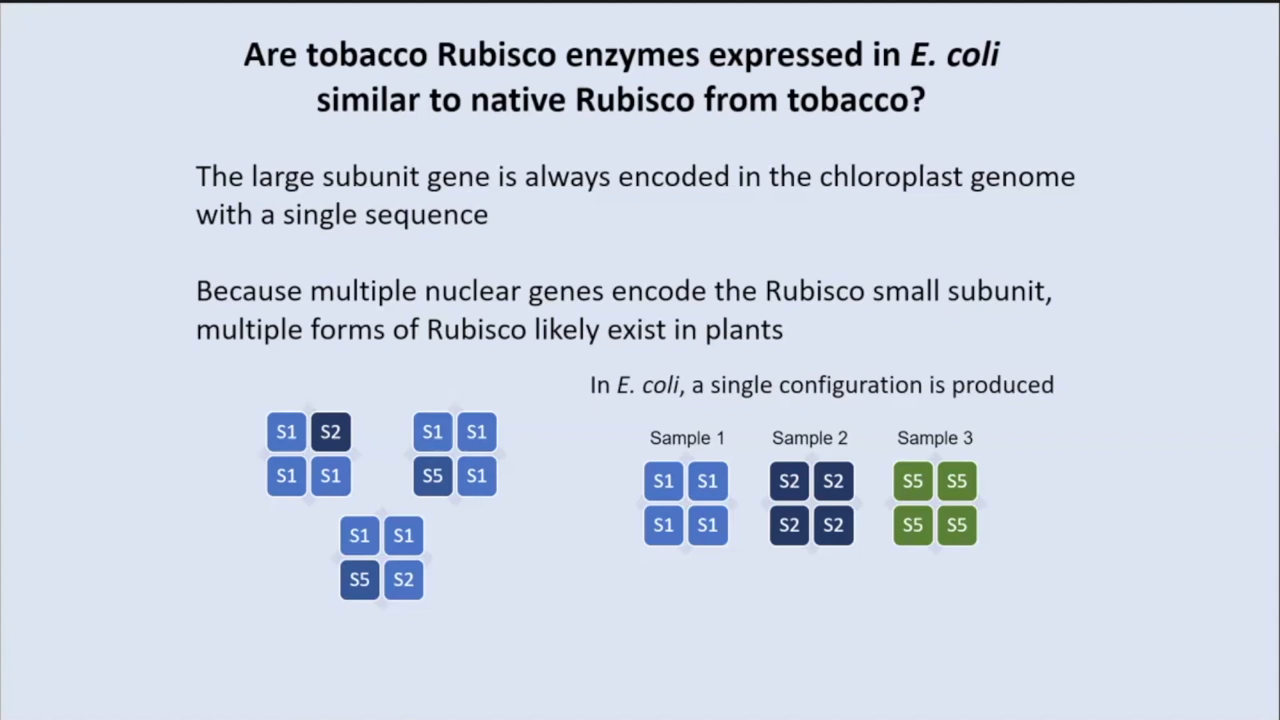 Are tobacco Rubisco enzymes expressed in E. coli
similar to native Rubisco from tobacco?
The large subunit gene is always encoded in the chloroplast genome
with a single sequence
Because multiple nuclear genes encode the Rubisco small subunit,
multiple forms of Rubisco likely exist in plants
In E. coli, a single configuration is produced
S1 S2
S1 S1
S1 S1
S5 S1
S1 S1
S5 S2
Sample 1
S1 S1
S1 S1
Sample 2
S2 S2
S2 S2
Sample 3
S5 S5
S5 S5